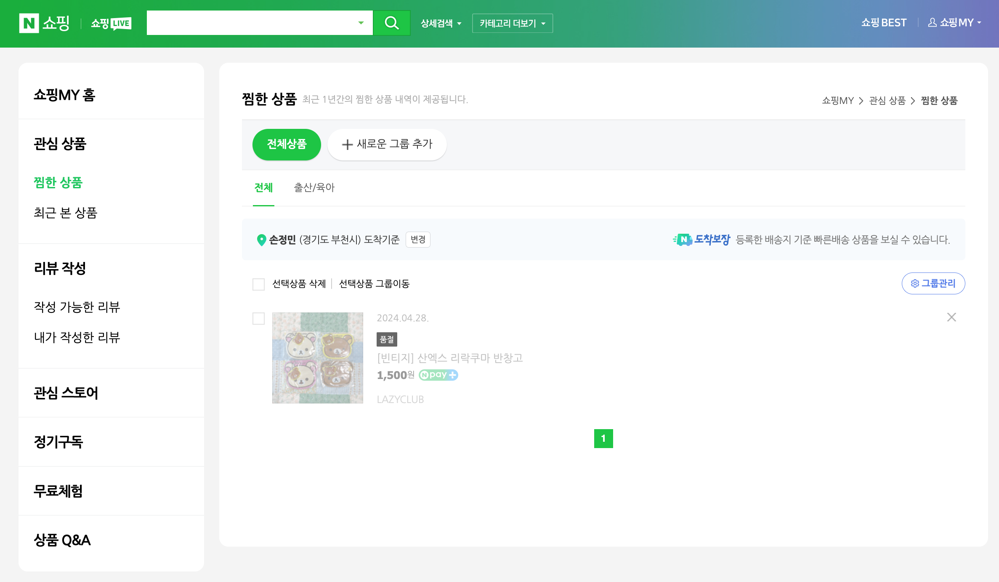 N 쇼핑 쇼핑 LIVE 상세검색 카테고리 더보기 쇼핑BEST 쇼핑MY
쇼핑MY 홈
관심 상품
찜한 상품
최근 본 상품
리뷰 작성
작성 가능한 리뷰
내가 작성한 리뷰
관심 스토어
정기구독
무료체험
상품 Q&A
찜한 상품 최근 1년간의 찜한 상품 내역이 제공됩니다. 쇼핑MY > 관심 상품 > 찜한 상품
전체상품 + 새로운 그룹 추가
전체 출산/육아
손정민 (경기도 부천시) 도착기준 변경 N 도착보장 등록한 배송지 기준 빠른배송 상품을 보실 수 있습니다.
선택상품 삭제 선택상품 그룹이동 그룹관리
2024.04.28.
품절
[빈티지] 산엑스 리락쿠마 반창고
1,500원 N pay +
LAZYCLUB
1